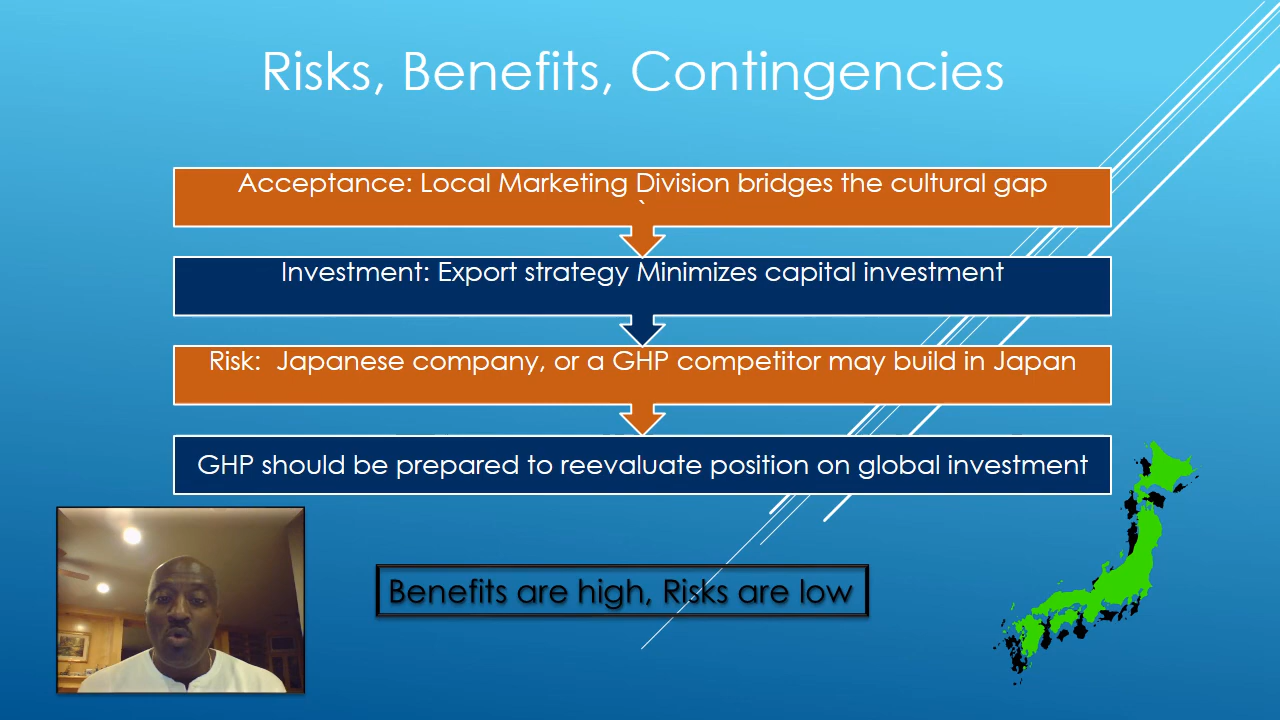 Risks, Benefits, Contingencies
Acceptance: Local Marketing Division bridges the cultural gap
`
Investment: Export strategy Minimizes capital investment
Risk:  Japanese company, or a GHP competitor may build in Japan
GHP should be prepared to reevaluate position on global investment
Benefits are high, Risks are low